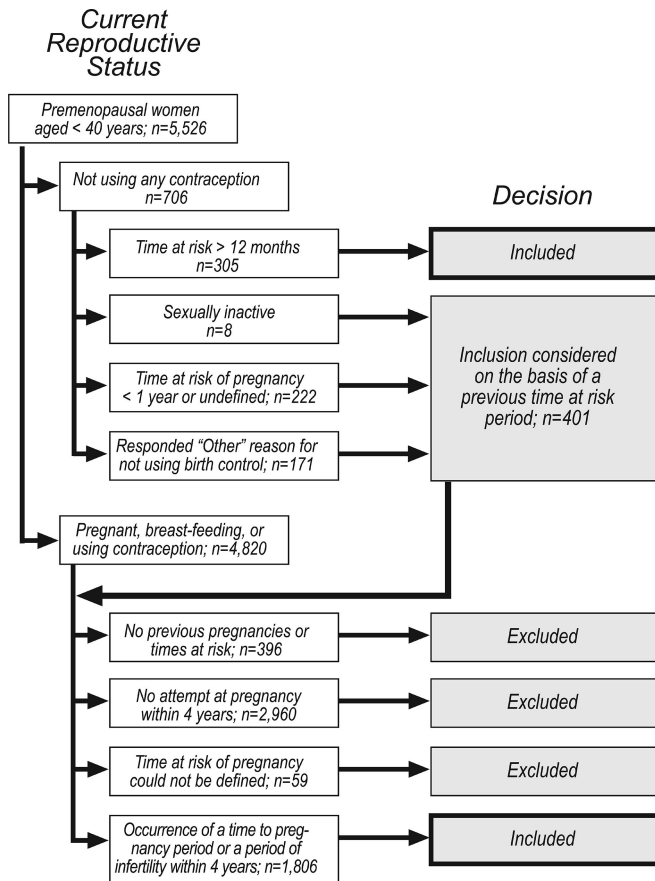 Current
Reproductive
Status
Premenopausal women
aged < 40 years; n=5,526
Not using any contraception
n=706
Decision
Time at risk > 12 months
n=305
Included
Sexually inactive
n=8
Time at risk of pregnancy
< 1 year or undefined; n=222
Responded “Other” reason for
not using birth control; n=171
Inclusion considered
on the basis of a
previous time at risk
period; n=401
Pregnant, breast-feeding, or
using contraception; n=4,820
No previous pregnancies or
times at risk; n=396
Excluded
No attempt at pregnancy
within 4 years; n=2,960
Excluded
Time at risk of pregnancy
could not be defined; n=59
Excluded
Occurrence of a time to preg-
nancy period or a period of
infertility within 4 years; n=1,806
Included